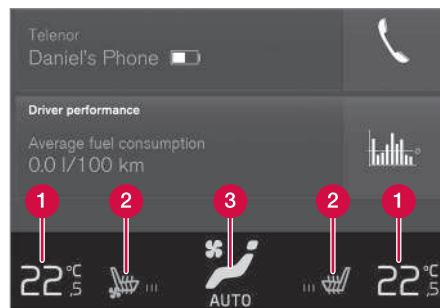 Telenor
Daniel's Phone
Driver performance
Average fuel consumption
0.0 l/100 km
1 2 3 2 1
22 °C ,5 AUTO 22 °C ,5